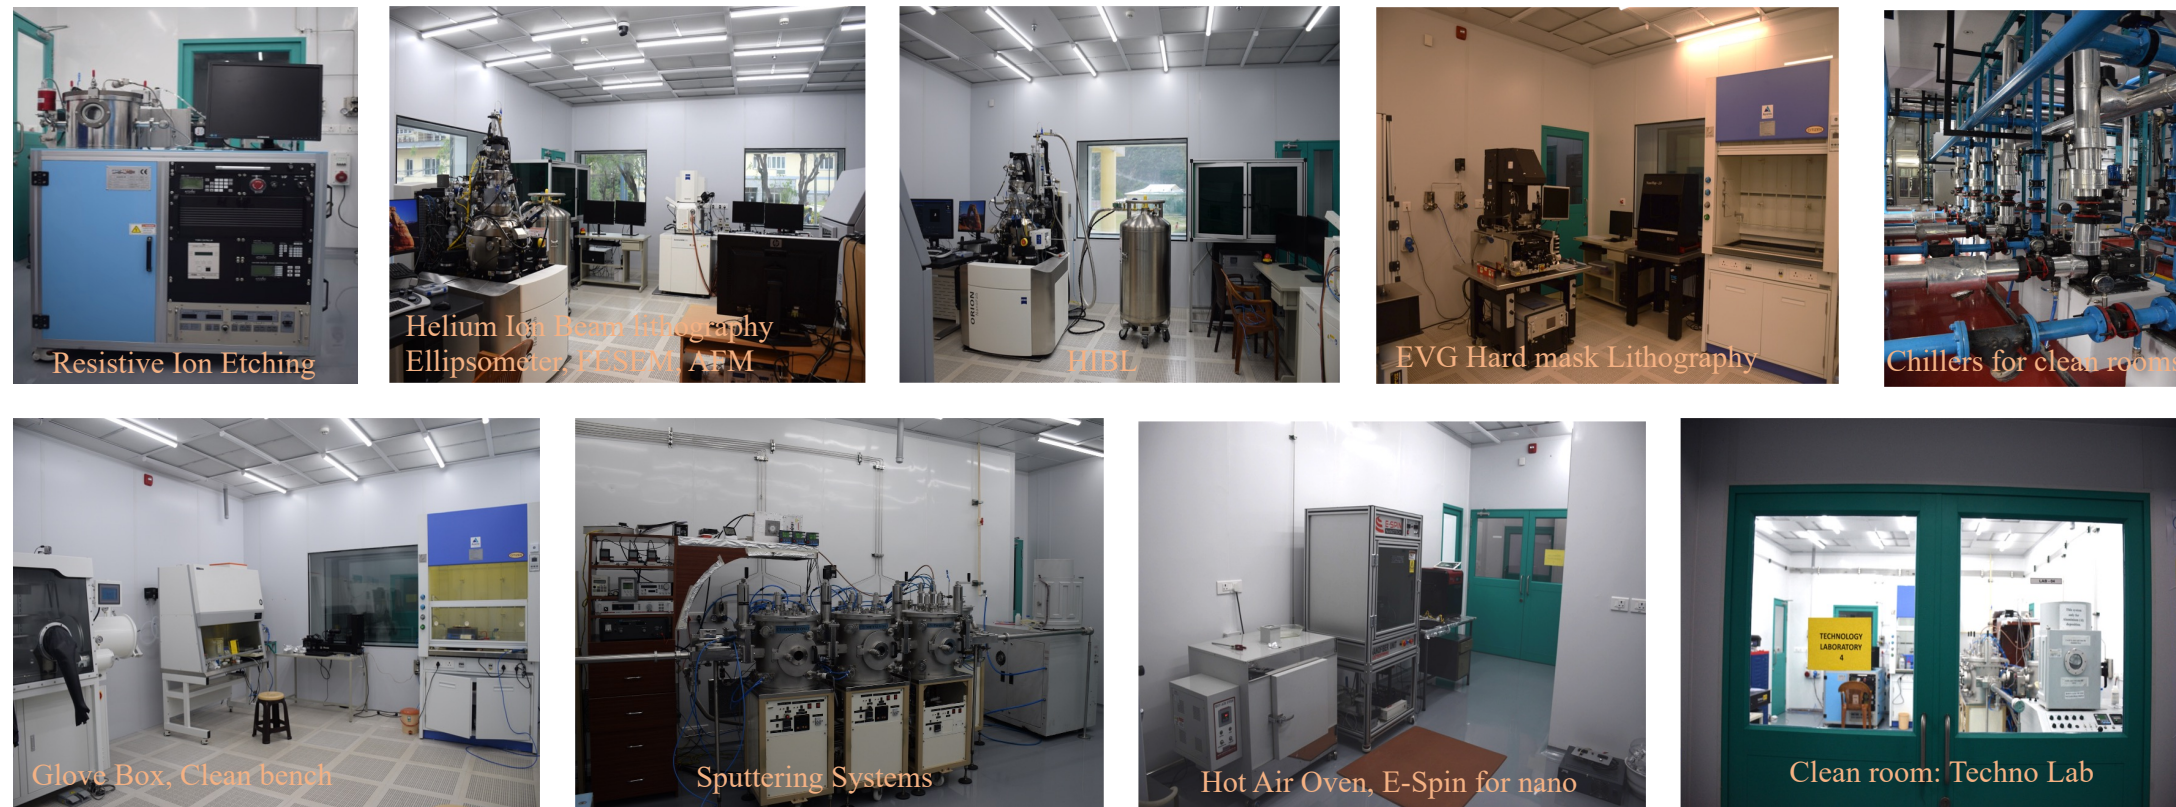 Resistive Ion Etching
Helium Ion Beam lithography
Ellipsometer, FESEM, AFM
ORION
HIBL
EVG Hard mask Lithography
Chillers for clean rooms
Glove Box, Clean bench
Sputtering Systems
E-SPIN
Hot Air Oven, E-Spin for nano
TECHNOLOGY
LABORATORY
4
Clean room: Techno Lab